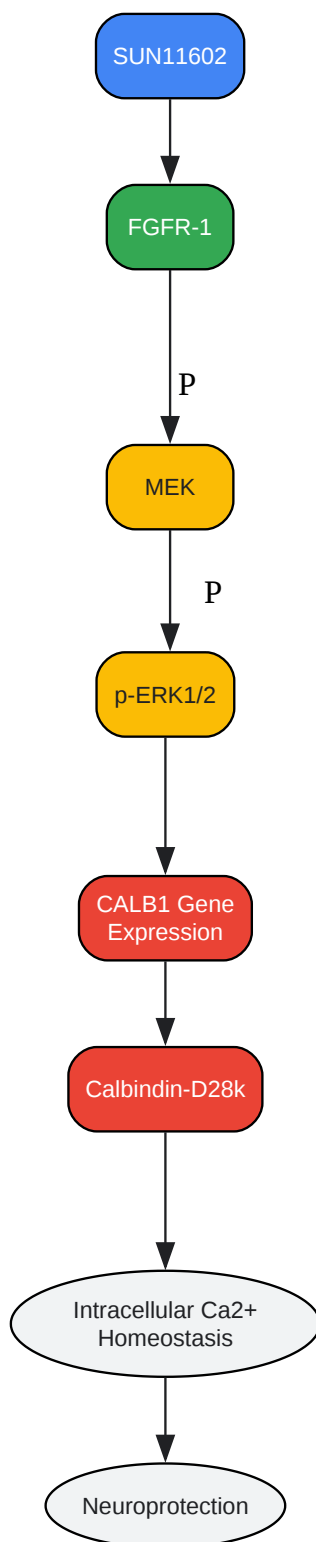 SUN11602
FGFR-1
P
MEK
P
p-ERK1/2
CALB1 Gene
Expression
Calbindin-D28k
Intracellular Ca2+
Homeostasis
Neuroprotection